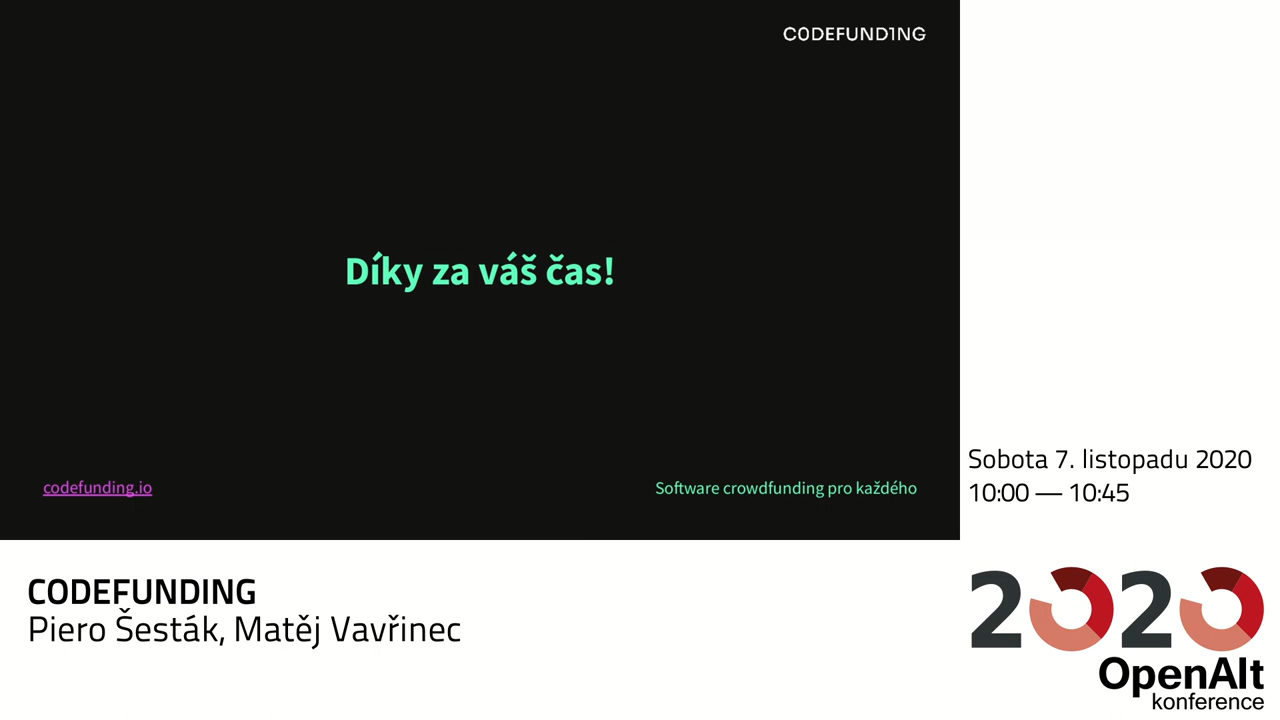 C0DEFUND1NG
Díky za váš čas!
codefunding.io
Software crowdfunding pro každého
Sobota 7. listopadu 2020
10:00 — 10:45
CODEFUNDING
Piero Šesták, Matěj Vavřinec
2020
OpenAlt
konference